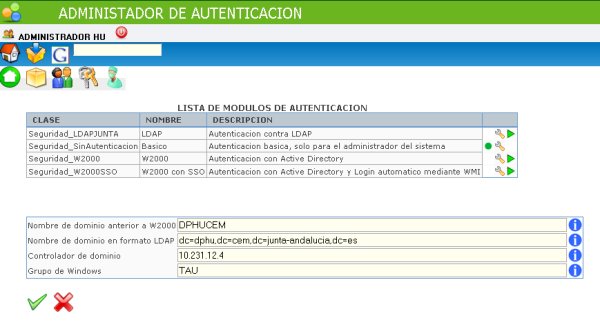 ADMINISTADOR DE AUTENTICACION
ADMINISTRADOR HU
G
LISTA DE MODULOS DE AUTENTICACION
CLASE NOMBRE DESCRIPCION
Seguridad_LDAPJUNTA LDAP Autenticacion contra LDAP
Seguridad_SinAutenticacion Basico Autenticacion basica, solo para el administrador del sistema
Seguridad_W2000 W2000 Autenticacion con Active Directory
Seguridad_W2000SSO W2000 con SSO Autenticacion con Active Directory y Login automatico mediante WMI
Nombre de dominio anterior a W2000 DPHUCEM
Nombre de dominio en formato LDAP dc=dphu,dc=cem,dc=junta-andalucia,dc=es
Controlador de dominio 10.231.12.4
Grupo de Windows TAU